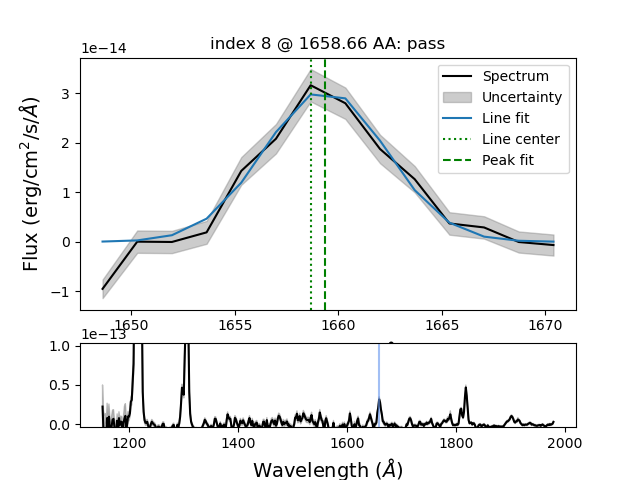 index 8 @ 1658.66 AA: pass
1e−14
Spectrum
Uncertainty
Line fit
Line center
Peak fit
3
2
1
0
−1
Flux (erg/cm²/s/Å)
1650 1655 1660 1665 1670
1e−13
1.0
0.5
0.0
1200 1400 1600 1800 2000
Wavelength (Å)